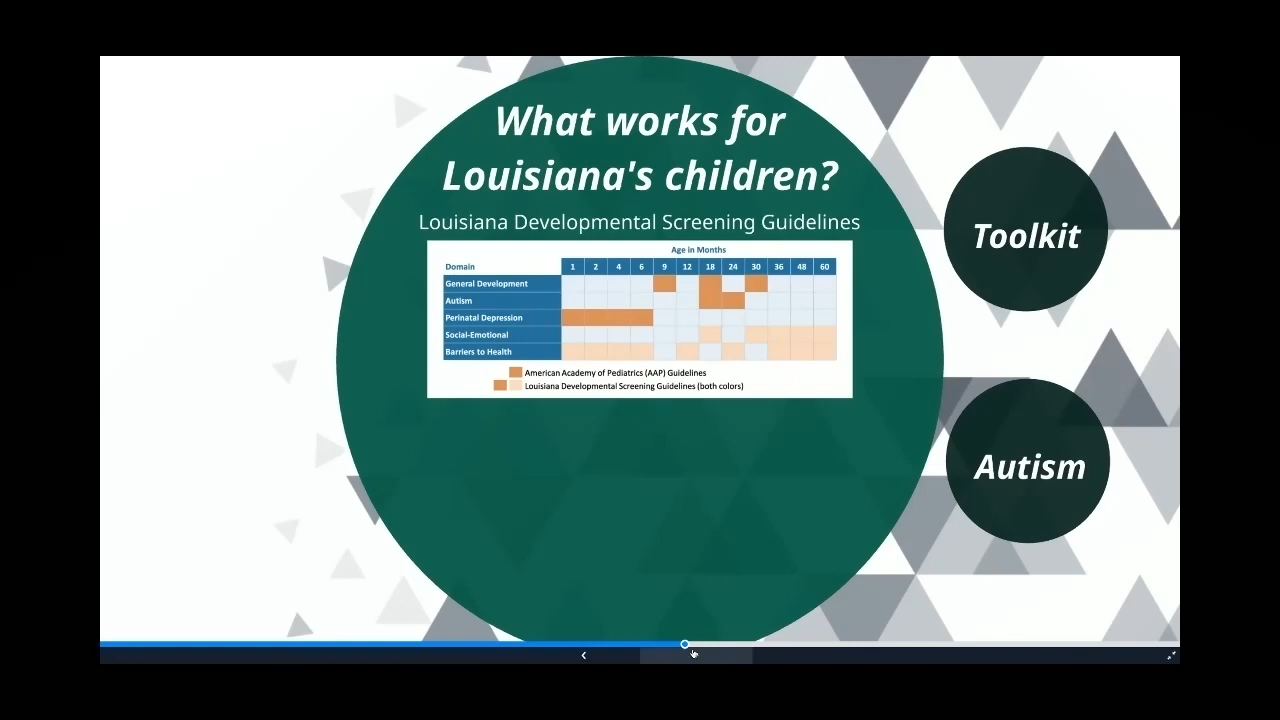 What works for
Louisiana's children?
Louisiana Developmental Screening Guidelines
Age in Months
Domain 1 2 4 6 9 12 18 24 30 36 48 60
General Development
Autism
Perinatal Depression
Social-Emotional
Barriers to Health
American Academy of Pediatrics (AAP) Guidelines
Louisiana Developmental Screening Guidelines (both colors)
Toolkit
Autism